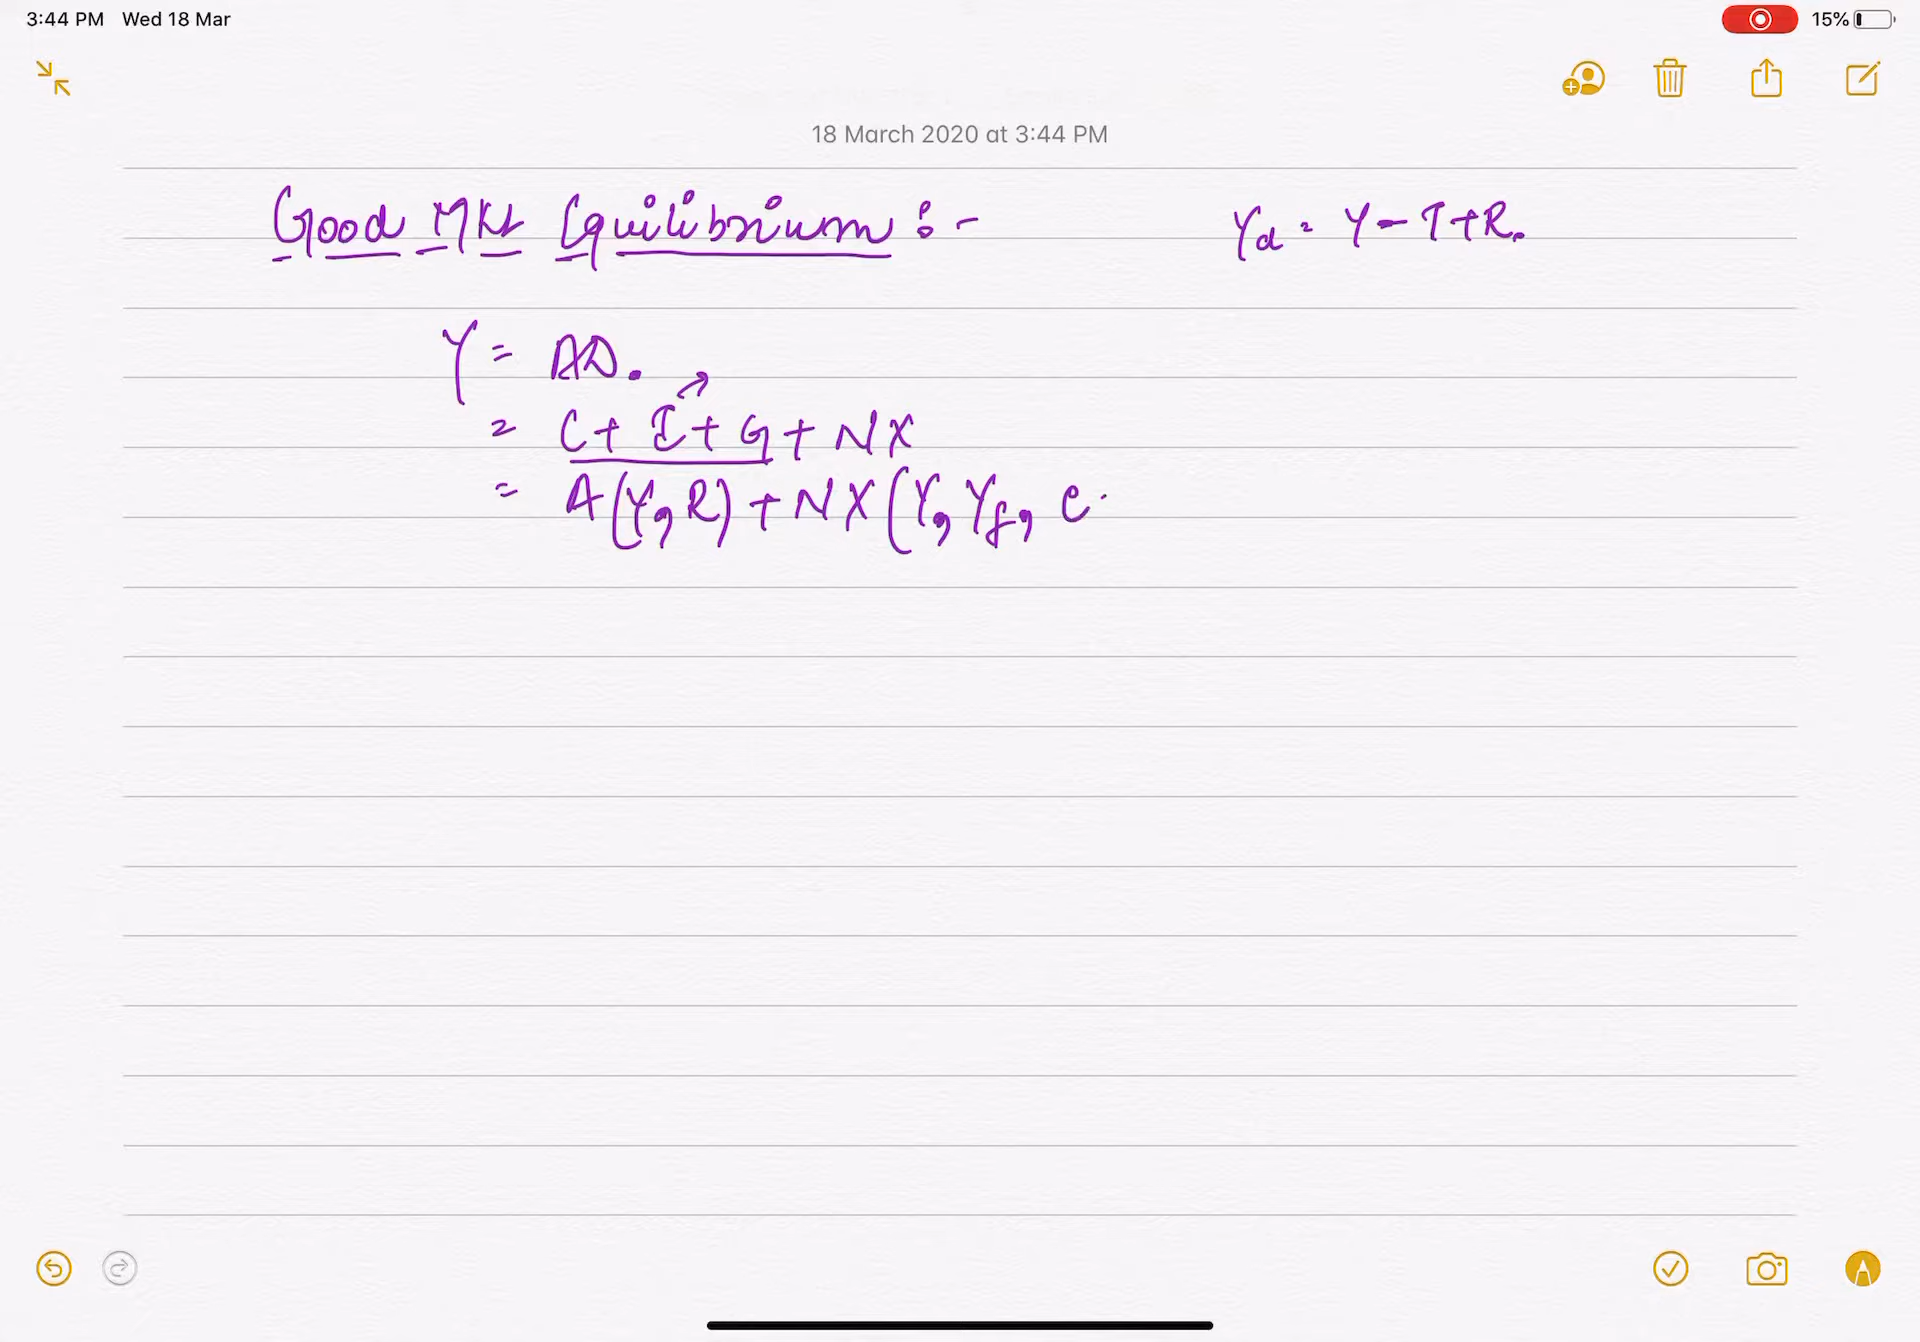 3:44 PM Wed 18 Mar 15%
18 March 2020 at 3:44 PM
Good Mkt Equilibrium :-
Yd = Y - T + R.
Y = AD.
= C + I + G + NX
= A(Y, R) + NX(Y, Yf, e